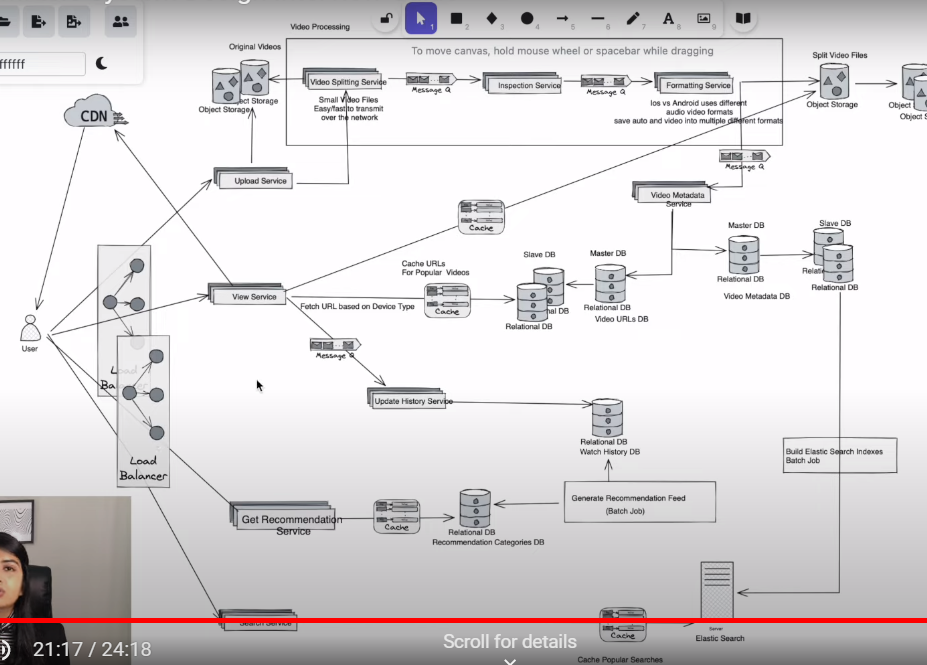 ffffff
1
2
3
4
5
6
7
8
9
To move canvas, hold mouse wheel or spacebar while dragging
Video Processing
Original Videos
Object Storage
ect Storage
Video Splitting Service
Small Video Files
Easy/fast to transmit
over the network
Message Q
Inspection Service
Message Q
Formatting Service
Ios vs Android uses different
audio video formats
save auto and video into multiple different formats
Split Video Files
Object Storage
Object
Object S
CDN
Upload Service
Message Q
Video Metadata
Service
Cache
Master DB
Relational DB
Video Metadata DB
Slave DB
Relati
Relational DB
Cache URLs
For Popular Videos
Slave DB
Master DB
View Service
Fetch URL based on Device Type
Cache
nal DB
Relational DB
Relational DB
Video URLs DB
User
Message Q
Load
Ba
Load
Balancer
Update History Service
Relational DB
Watch History DB
Build Elastic Search Indexes
Batch Job
Generate Recommendation Feed
(Batch Job)
Get Recommendation
Service
Cache
Relational DB
Recommendation Categories DB
Search Service
Cache
Cache Popular Searches
Server
Elastic Search
21:17 / 24:18
Scroll for details